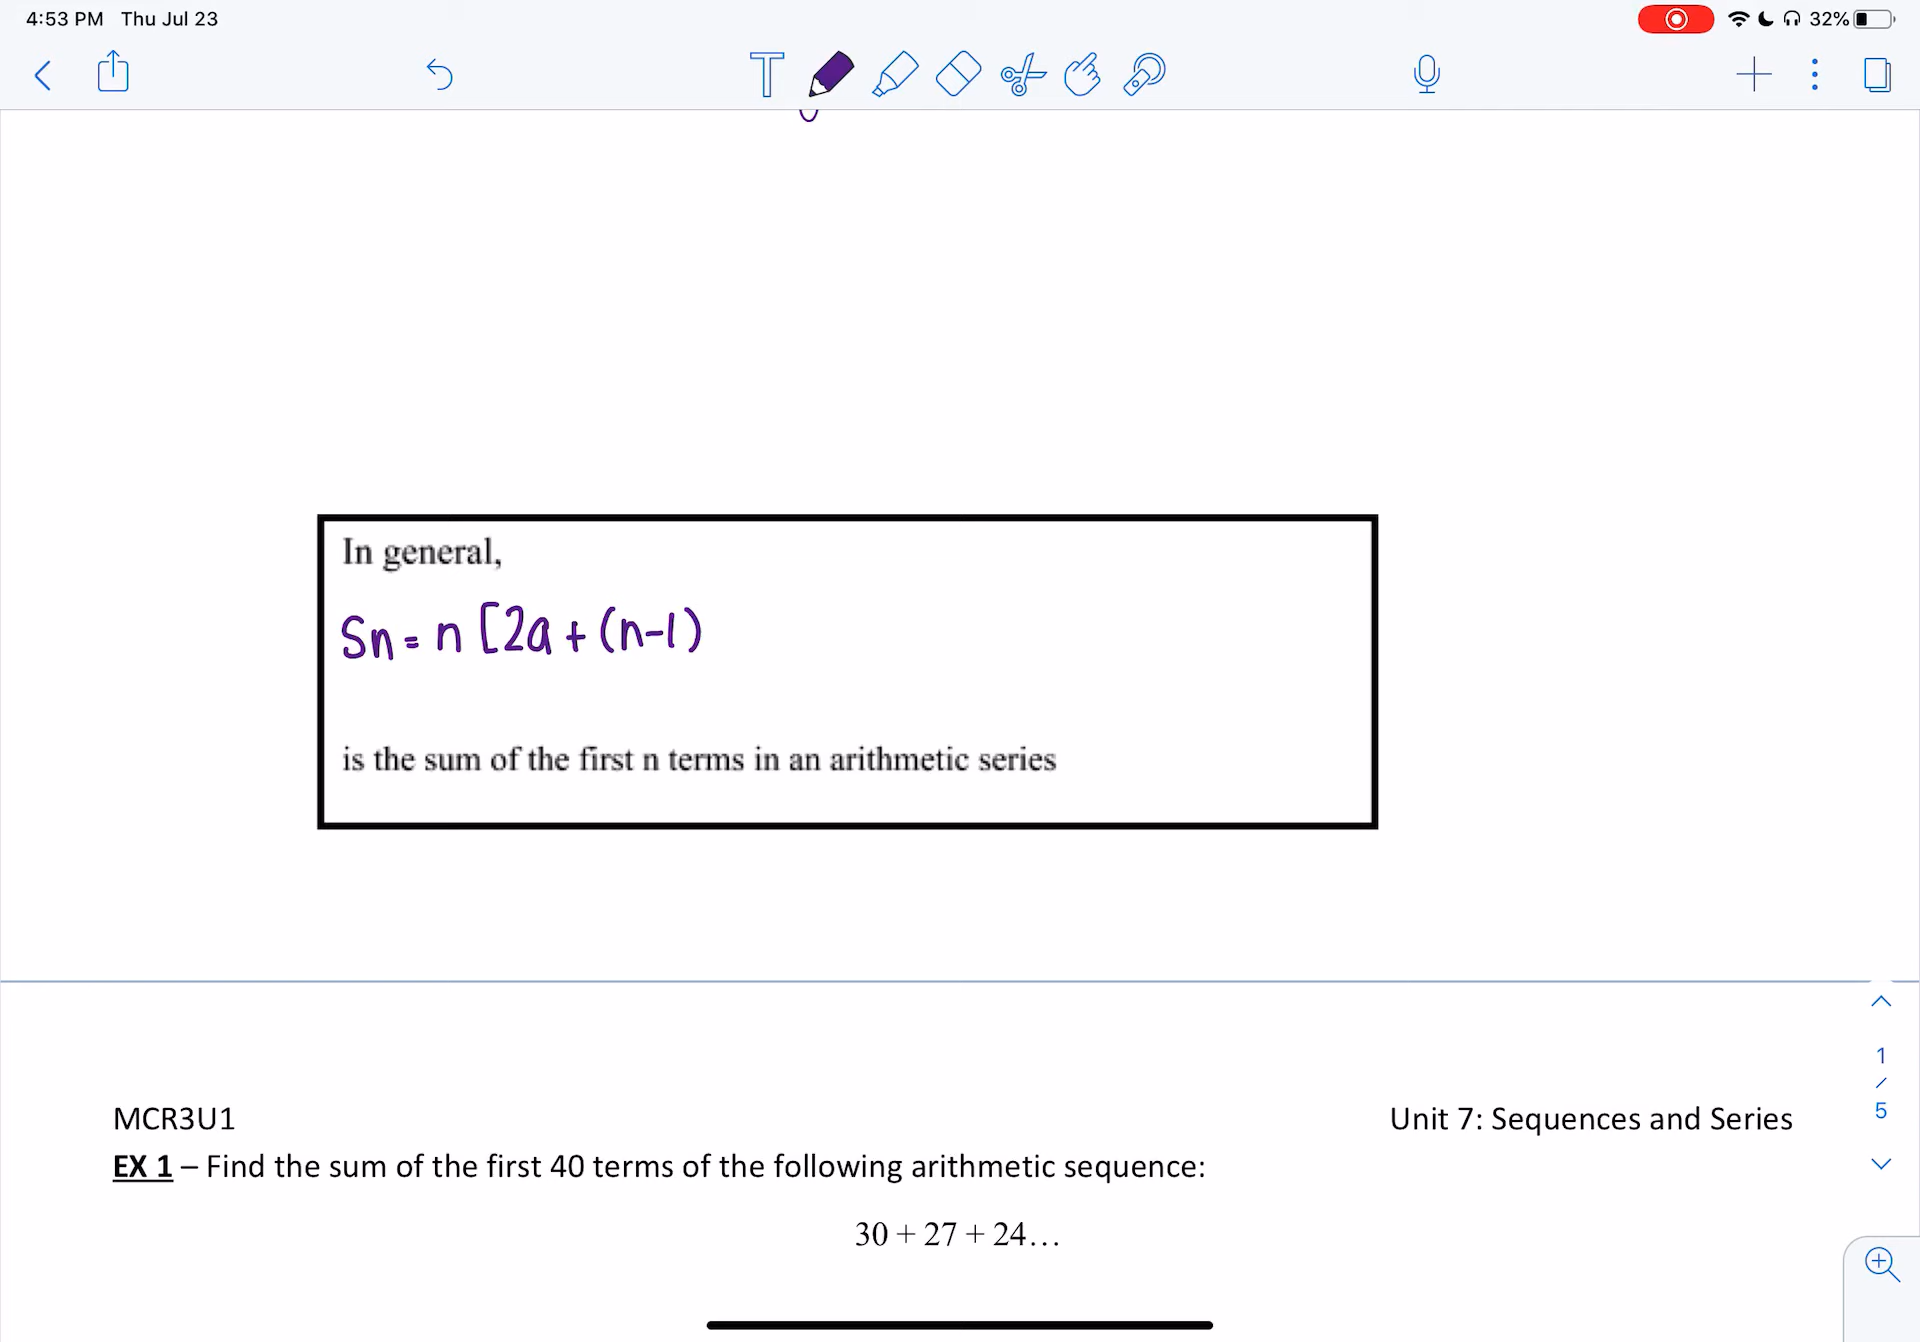 4:53 PM Thu Jul 23
32%
In general,
Sn = n [2a + (n-1)
is the sum of the first n terms in an arithmetic series
1
/
5
MCR3U1
Unit 7: Sequences and Series
EX 1 – Find the sum of the first 40 terms of the following arithmetic sequence:
30 + 27 + 24...